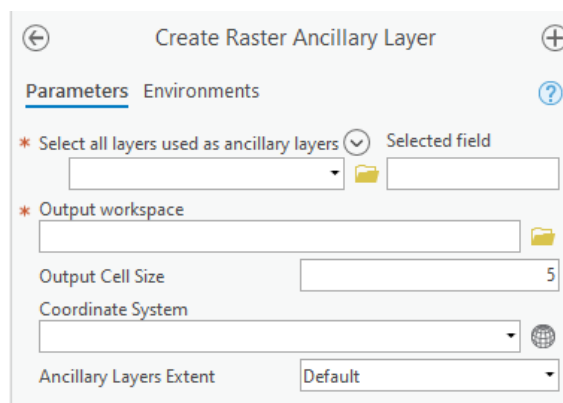 Create Raster Ancillary Layer
Parameters Environments
?
* Select all layers used as ancillary layers Selected field
* Output workspace
Output Cell Size 5
Coordinate System
Ancillary Layers Extent Default